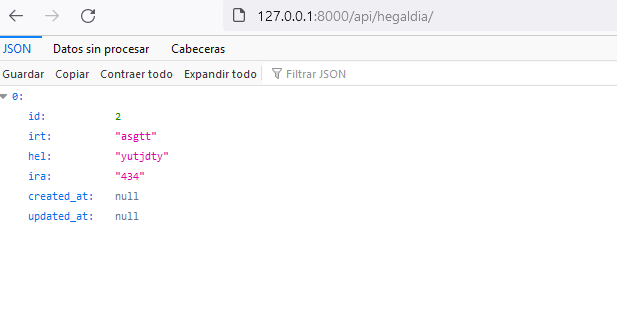 127.0.0.1:8000/api/hegaldia/
JSON Datos sin procesar Cabeceras
Guardar Copiar Contraer todo Expandir todo Filtrar JSON
0:
id: 2
irt: "asgtt"
hel: "yutjdty"
ira: "434"
created_at: null
updated_at: null